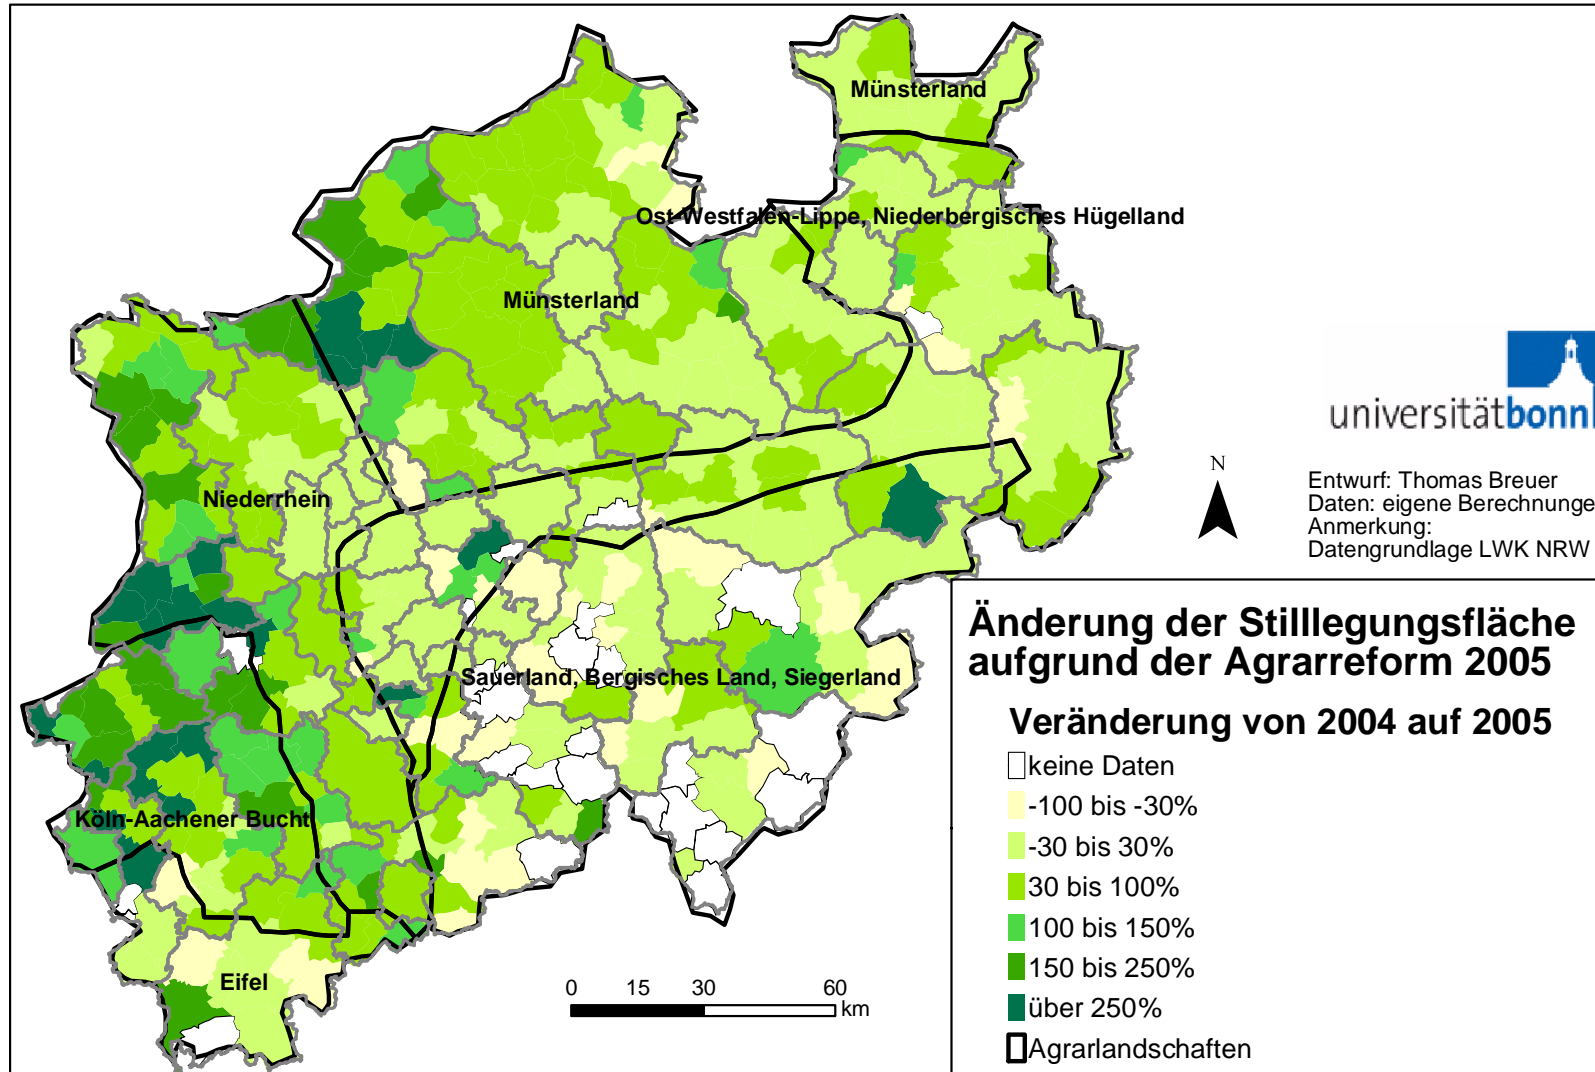 Münsterland
Ost-Westfalen-Lippe, Niederbergisches Hügelland
Münsterland
Niederrhein
Sauerland, Bergisches Land, Siegerland
Köln-Aachener Bucht
Eifel
0 15 30 60
km
universitätbonn
N
Entwurf: Thomas Breuer
Daten: eigene Berechnunge
Anmerkung:
Datengrundlage LWK NRW
Änderung der Stilllegungsfläche
aufgrund der Agrarreform 2005
Veränderung von 2004 auf 2005
keine Daten
-100 bis -30%
-30 bis 30%
30 bis 100%
100 bis 150%
150 bis 250%
über 250%
Agrarlandschaften